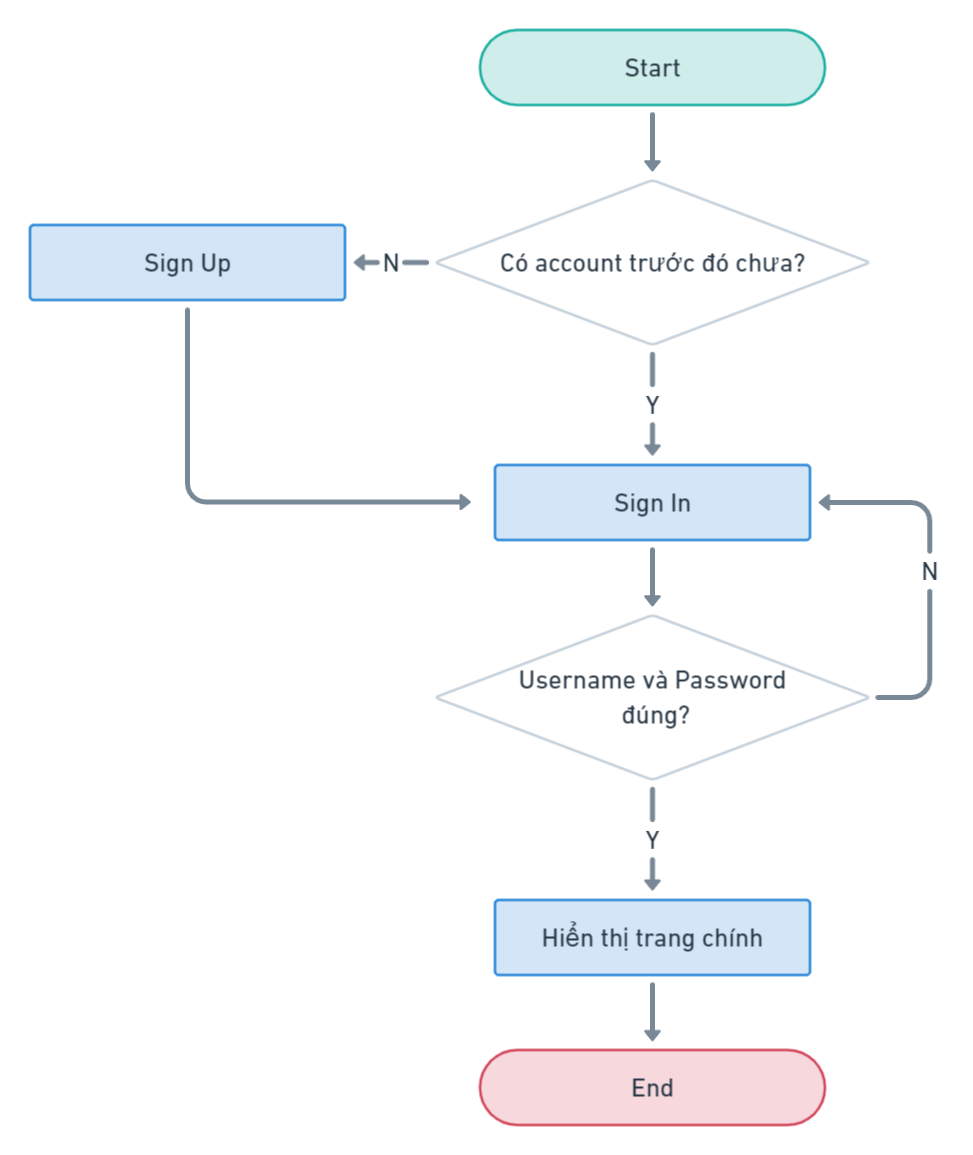 Start
Có account trước đó chưa?
N
Sign Up
Y
Sign In
N
Username và Password
đúng?
Y
Hiển thị trang chính
End